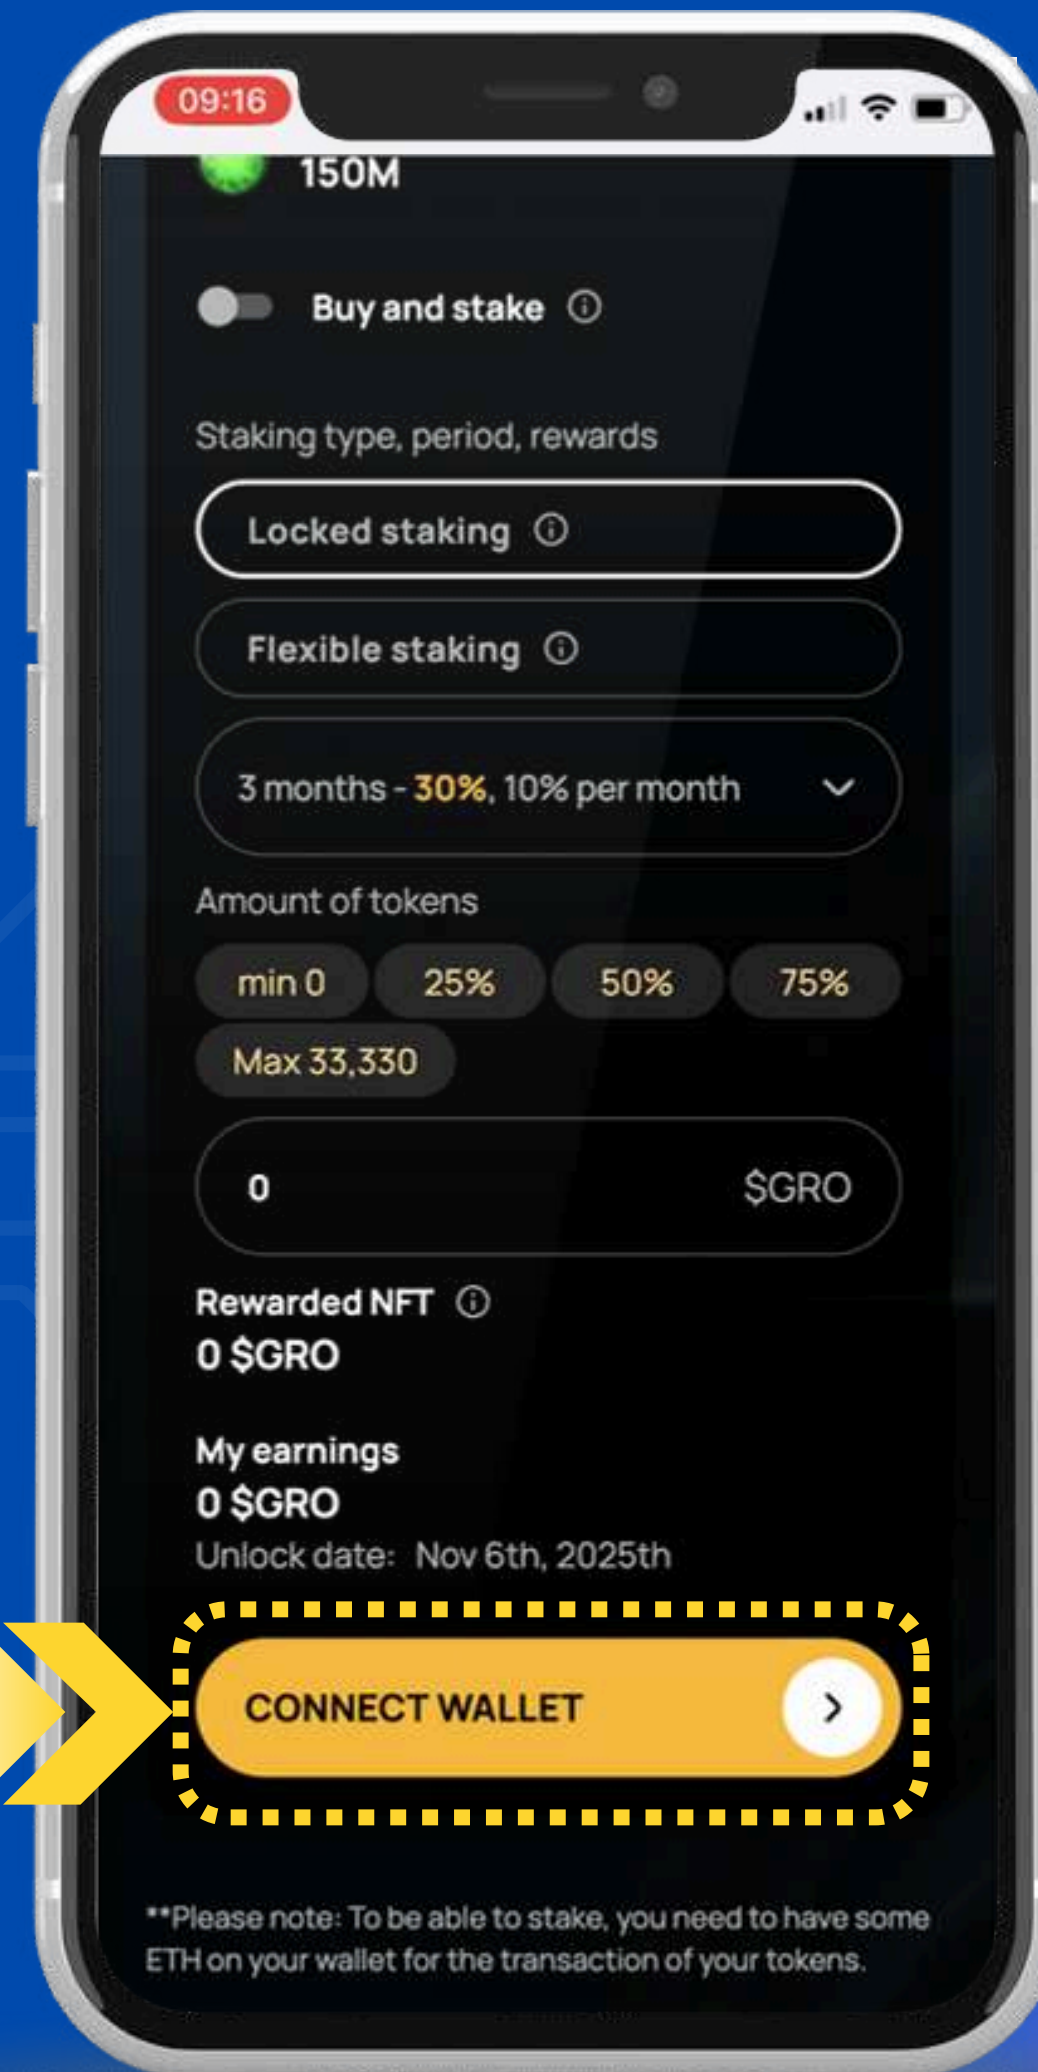 09:16
150M
Buy and stake
Staking type, period, rewards
Locked staking
Flexible staking
3 months - 30%, 10% per month
Amount of tokens
min 0 25% 50% 75%
Max 33,330
0 $GRO
Rewarded NFT
0 $GRO
My earnings
0 $GRO
Unlock date: Nov 6th, 2025th
CONNECT WALLET
**Please note: To be able to stake, you need to have some
ETH on your wallet for the transaction of your tokens.